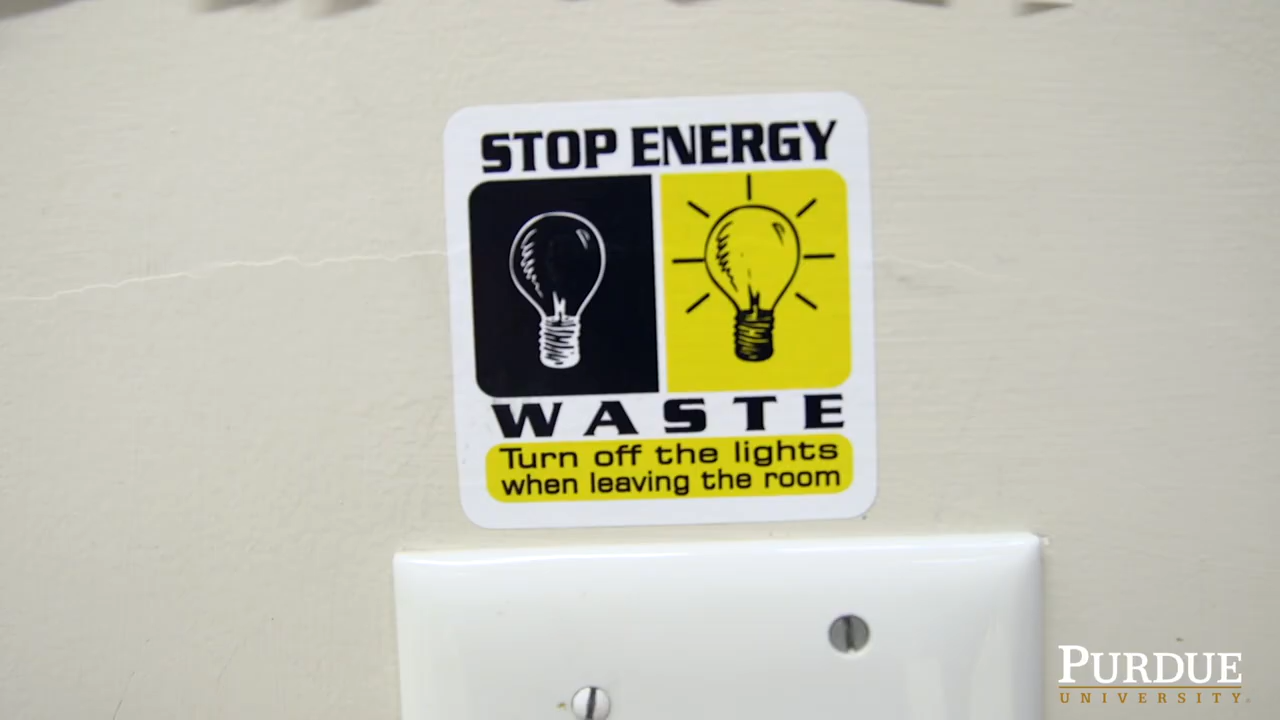 STOP ENERGY
WASTE
Turn off the lights
when leaving the room
PURDUE
UNIVERSITY